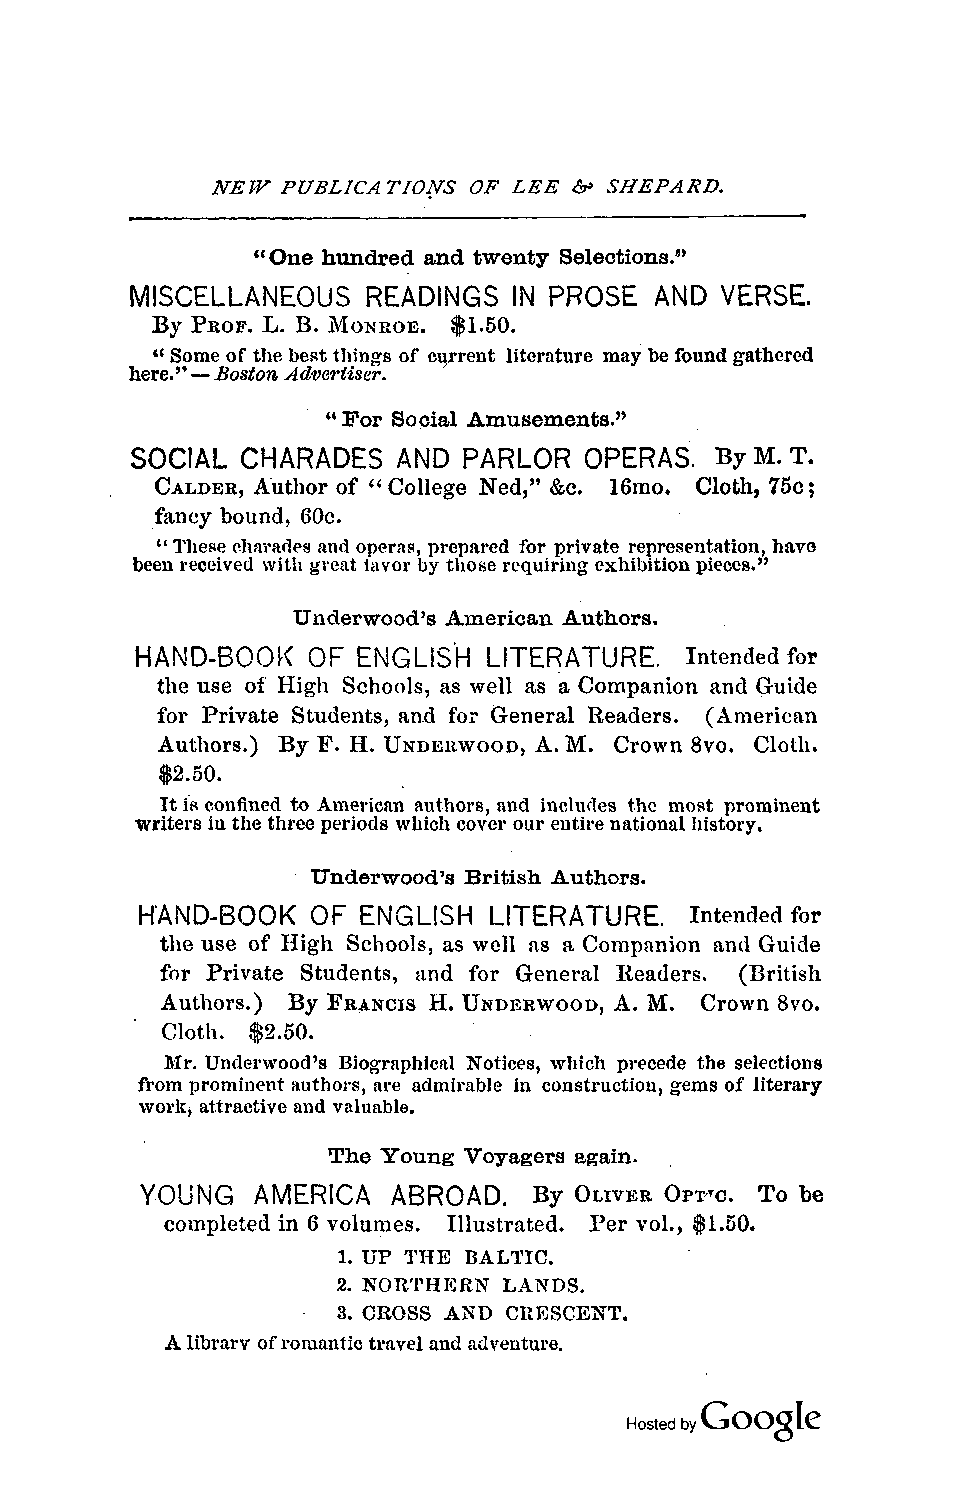 NEW PUBLICATIONS OF LEE & SHEPARD.
"One hundred and twenty Selections."
MISCELLANEOUS READINGS IN PROSE AND VERSE.
By PROF. L. B. MONROE. $1.50.
"Some of the best things of current literature may be found gathered
here."—Boston Advertiser.
"For Social Amusements."
SOCIAL CHARADES AND PARLOR OPERAS. By M. T.
CALDER, Author of "College Ned," &c. 16mo. Cloth, 75c;
fancy bound, 60c.
"These charades and operas, prepared for private representation, have
been received with great favor by those requiring exhibition pieces."
Underwood's American Authors.
HAND-BOOK OF ENGLISH LITERATURE. Intended for
the use of High Schools, as well as a Companion and Guide
for Private Students, and for General Readers. (American
Authors.) By F. H. UNDERWOOD, A. M. Crown 8vo. Cloth.
$2.50.
It is confined to American authors, and includes the most prominent
writers in the three periods which cover our entire national history.
Underwood's British Authors.
HAND-BOOK OF ENGLISH LITERATURE. Intended for
the use of High Schools, as well as a Companion and Guide
for Private Students, and for General Readers. (British
Authors.) By FRANCIS H. UNDERWOOD, A. M. Crown 8vo.
Cloth. $2.50.
Mr. Underwood's Biographical Notices, which precede the selections
from prominent authors, are admirable in construction, gems of literary
work, attractive and valuable.
The Young Voyagers again.
YOUNG AMERICA ABROAD. By OLIVER OPTIC. To be
completed in 6 volumes. Illustrated. Per vol., $1.50.
1. UP THE BALTIC.
2. NORTHERN LANDS.
3. CROSS AND CRESCENT.
A library of romantic travel and adventure.
Hosted by Google